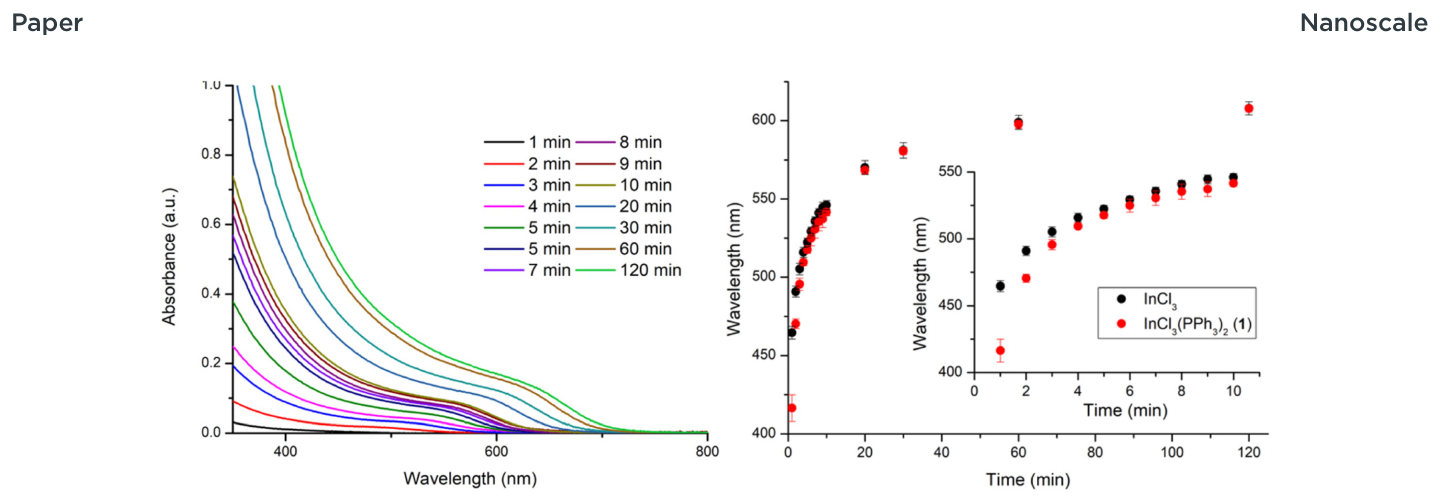 Paper
Nanoscale
1.0
0.8
0.6
0.4
0.2
0.0
Absorbance (a.u.)
400
600
800
Wavelength (nm)
1 min
2 min
3 min
4 min
5 min
5 min
7 min
8 min
9 min
10 min
20 min
30 min
60 min
120 min
600
550
500
450
400
Wavelength (nm)
0
20
40
60
80
100
120
Time (min)
550
500
450
400
Wavelength (nm)
0
2
4
6
8
10
Time (min)
InCl₃
InCl₃(PPh₃)₂ (1)